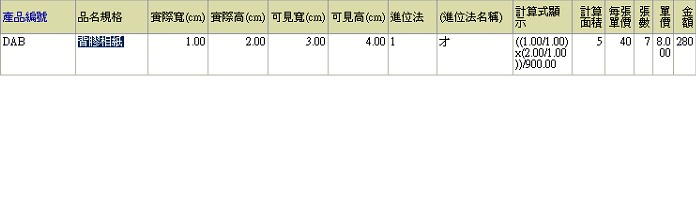 產品編號 品名規格 實際寬(cm) 實際高(cm) 可見寬(cm) 可見高(cm) 進位法 (進位法名稱) 計算式顯示 計算面積 每張單價 張數 單價 金額
DAB 背膠相紙 1.00 2.00 3.00 4.00 1 才 ((1.00/1.00) 5 40 7 8.0 280
x(2.00/1.00 00
))/900.00